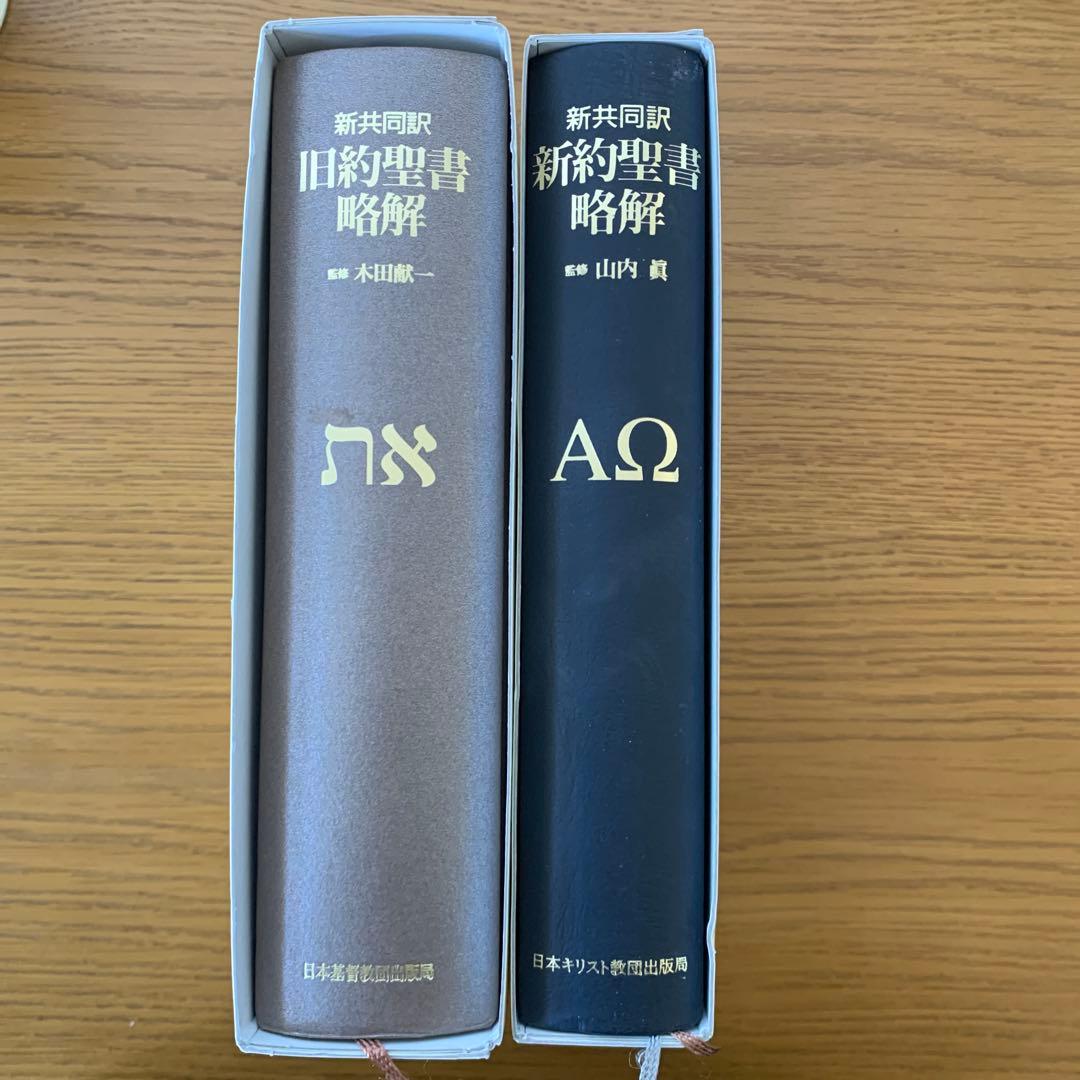 新共同訳
旧約聖書
略解
監修 木田献一
את
日本基督教団出版局
新共同訳
新約聖書
略解
監修 山内 眞
ΑΩ
日本キリスト教団出版局